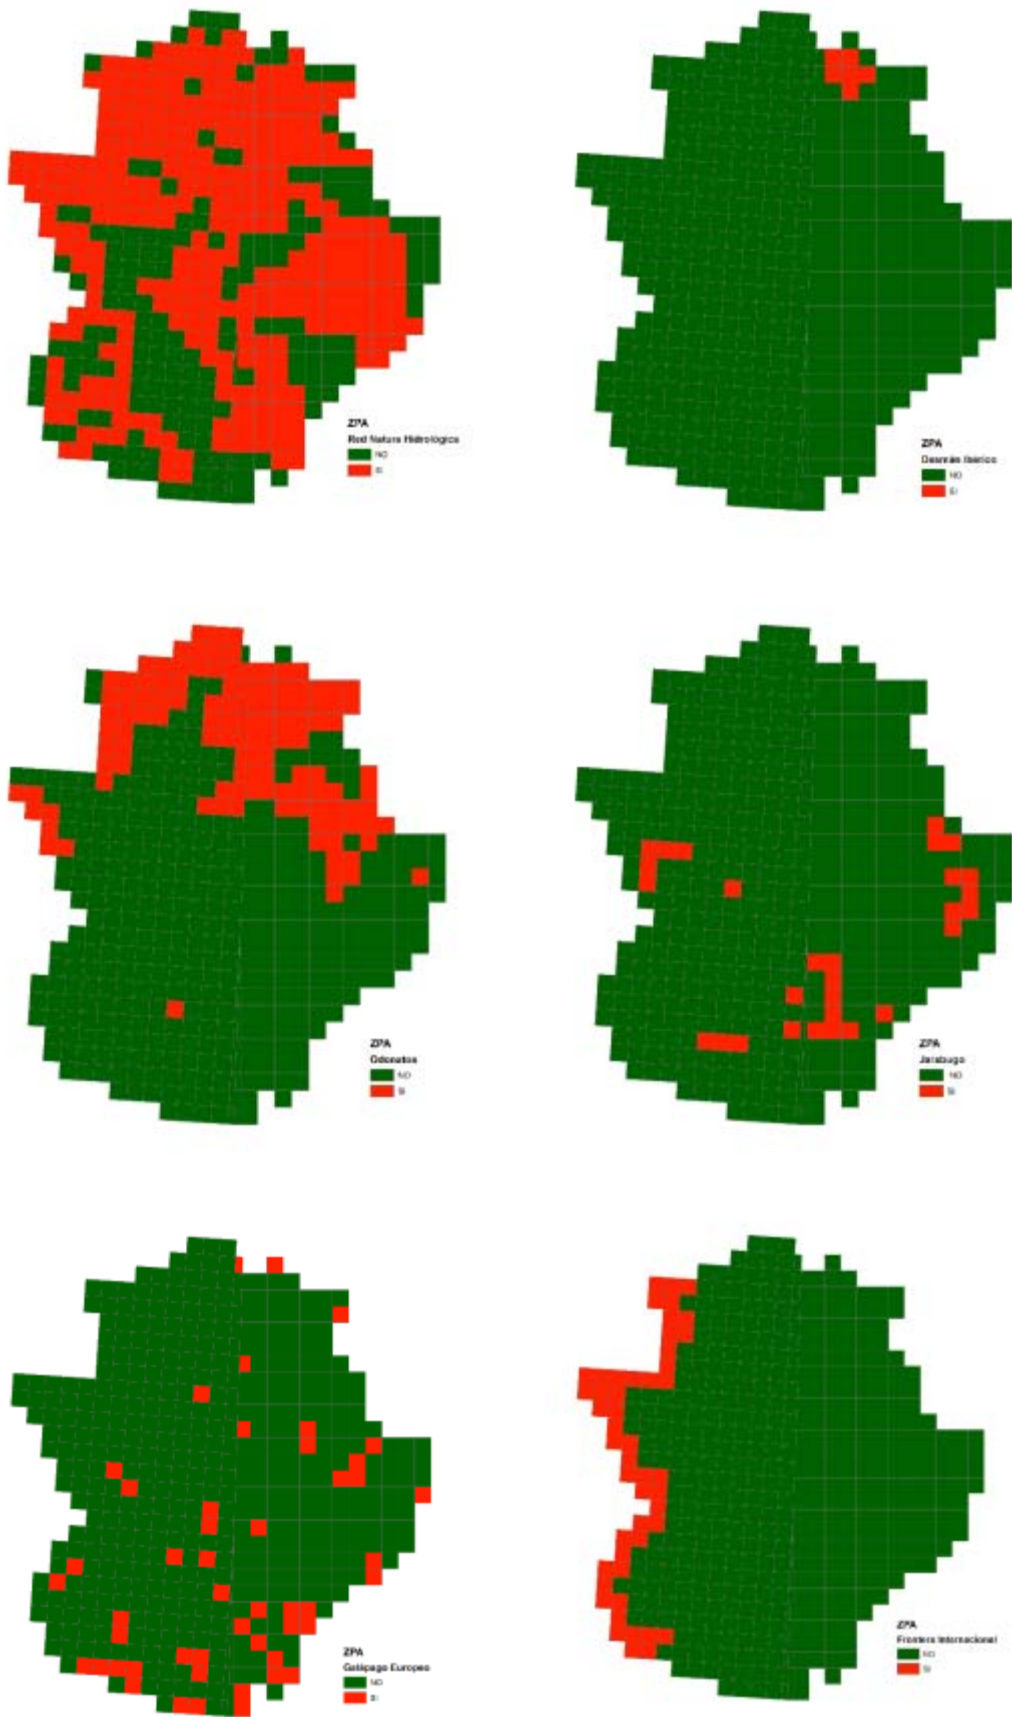 ZPA
Red Natura Hidrológica
NO
SI
ZPA
Desmán Ibérico
NO
SI
ZPA
Odonatos
NO
SI
ZPA
Jarabugo
NO
SI
ZPA
Galápago Europeo
NO
SI
ZPA
Frontera Internacional
NO
SI